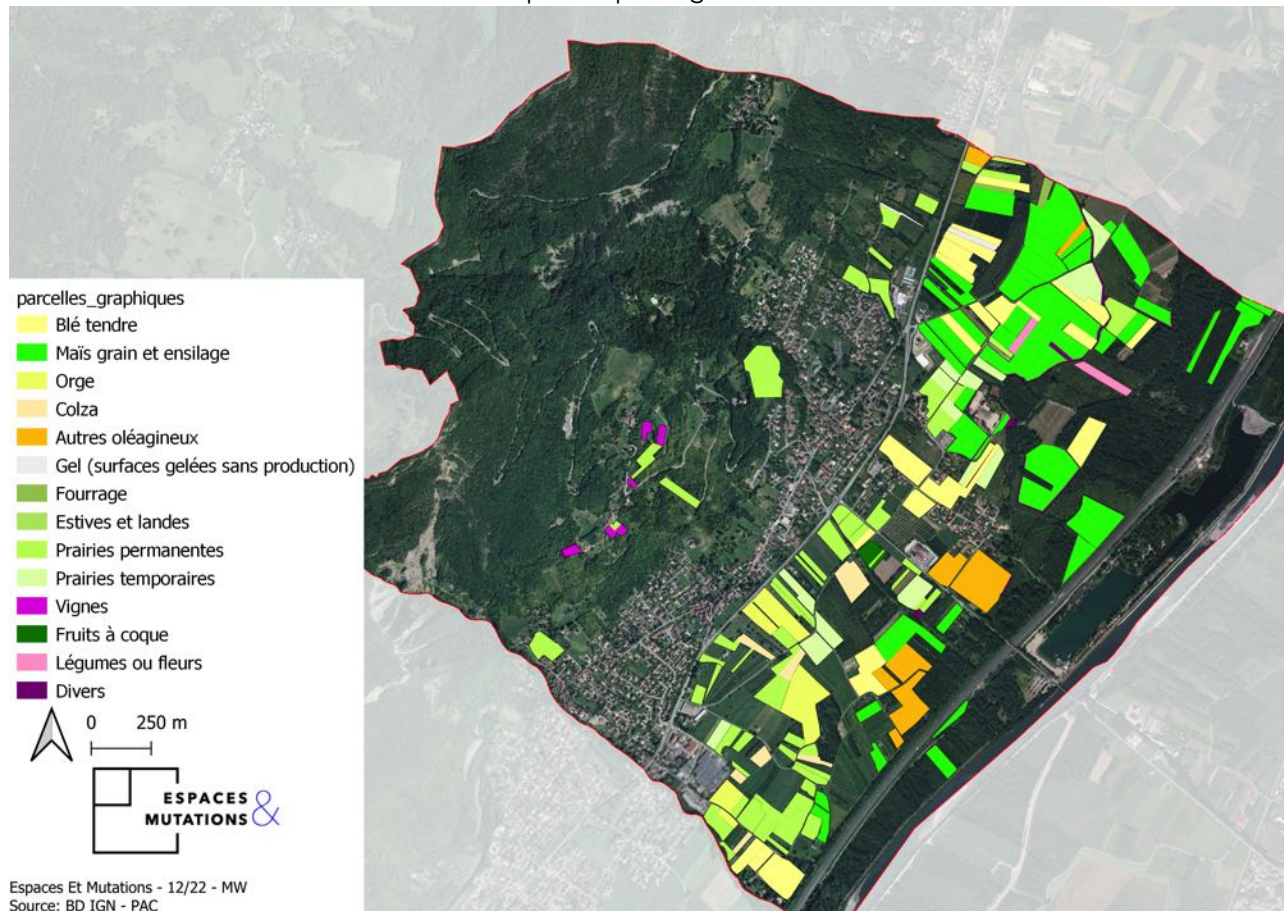 parcelles_graphiques
Blé tendre
Maïs grain et ensilage
Orge
Colza
Autres oléagineux
Gel (surfaces gelées sans production)
Fourrage
Estives et landes
Prairies permanentes
Prairies temporaires
Vignes
Fruits à coque
Légumes ou fleurs
Divers
0 250 m
ESPACES
MUTATIONS &
Espaces Et Mutations - 12/22 - MW
Source: BD IGN - PAC